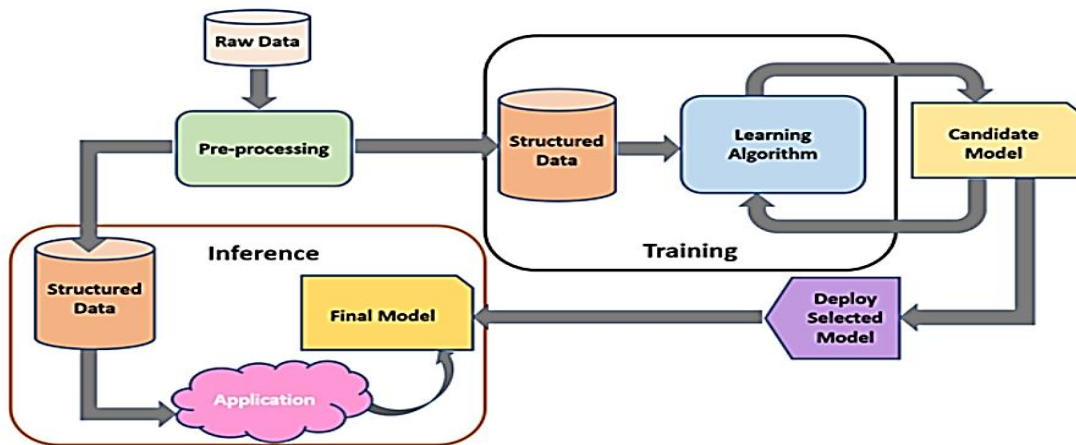 Raw Data
Pre-processing
Structured
Data
Learning
Algorithm
Candidate
Model
Training
Inference
Structured
Data
Final Model
Deploy
Selected
Model
Application